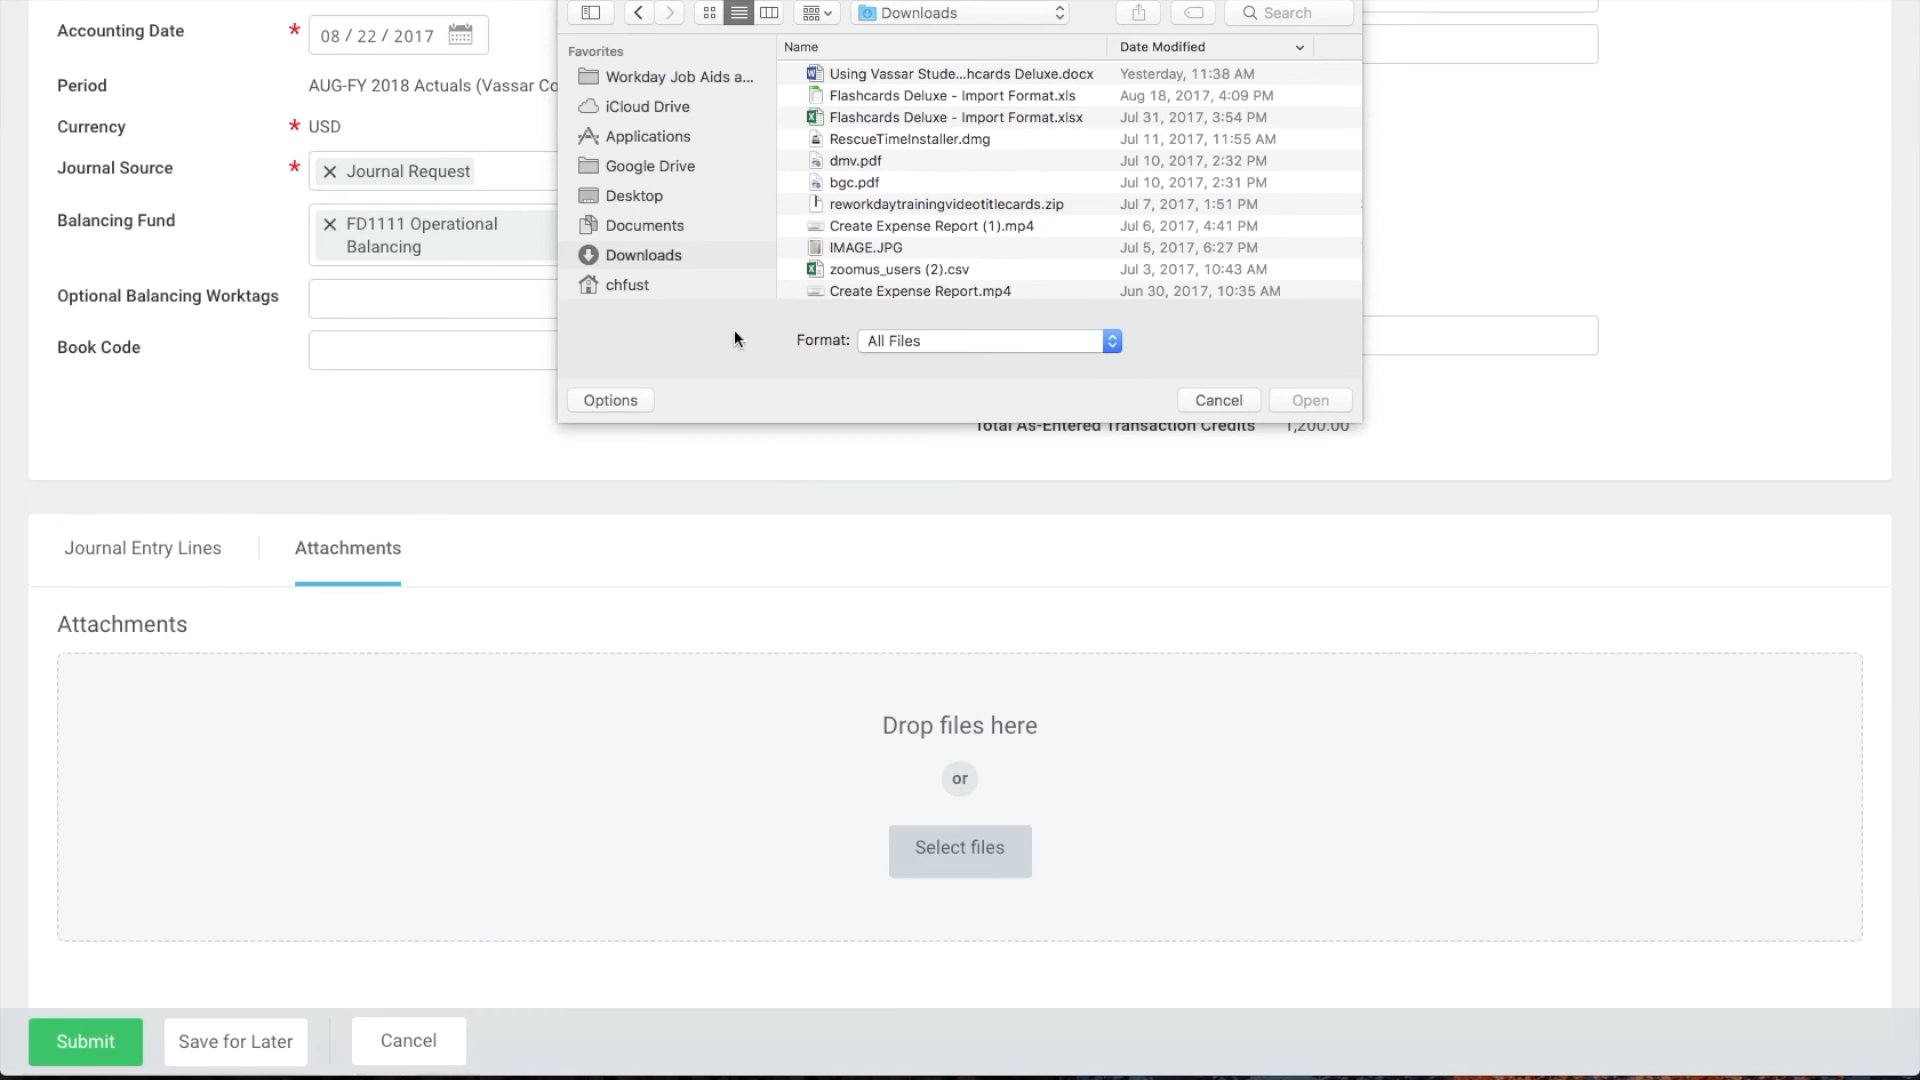 Accounting Date * 08 / 22 / 2017
Period AUG-FY 2018 Actuals (Vassar Co
Currency * USD
Journal Source * Journal Request
Balancing Fund FD1111 Operational
Balancing
Optional Balancing Worktags
Book Code
Downloads
Search
Favorites
Workday Job Aids a...
iCloud Drive
Applications
Google Drive
Desktop
Documents
Downloads
chfust
Name Date Modified
Using Vassar Stude...hcards Deluxe.docx Yesterday, 11:38 AM
Flashcards Deluxe - Import Format.xls Aug 18, 2017, 4:09 PM
Flashcards Deluxe - Import Format.xlsx Jul 31, 2017, 3:54 PM
RescueTimeInstaller.dmg Jul 11, 2017, 11:55 AM
dmv.pdf Jul 10, 2017, 2:32 PM
bgc.pdf Jul 10, 2017, 2:31 PM
reworkdaytrainingvideotitlecards.zip Jul 7, 2017, 1:51 PM
Create Expense Report (1).mp4 Jul 6, 2017, 4:41 PM
IMAGE.JPG Jul 5, 2017, 6:27 PM
zoomus_users (2).csv Jul 3, 2017, 10:43 AM
Create Expense Report.mp4 Jun 30, 2017, 10:35 AM
Format: All Files
Options Cancel Open
Total As-Entered Transaction Credits 1,200.00
Journal Entry Lines Attachments
Attachments
Drop files here
or
Select files
Submit Save for Later Cancel